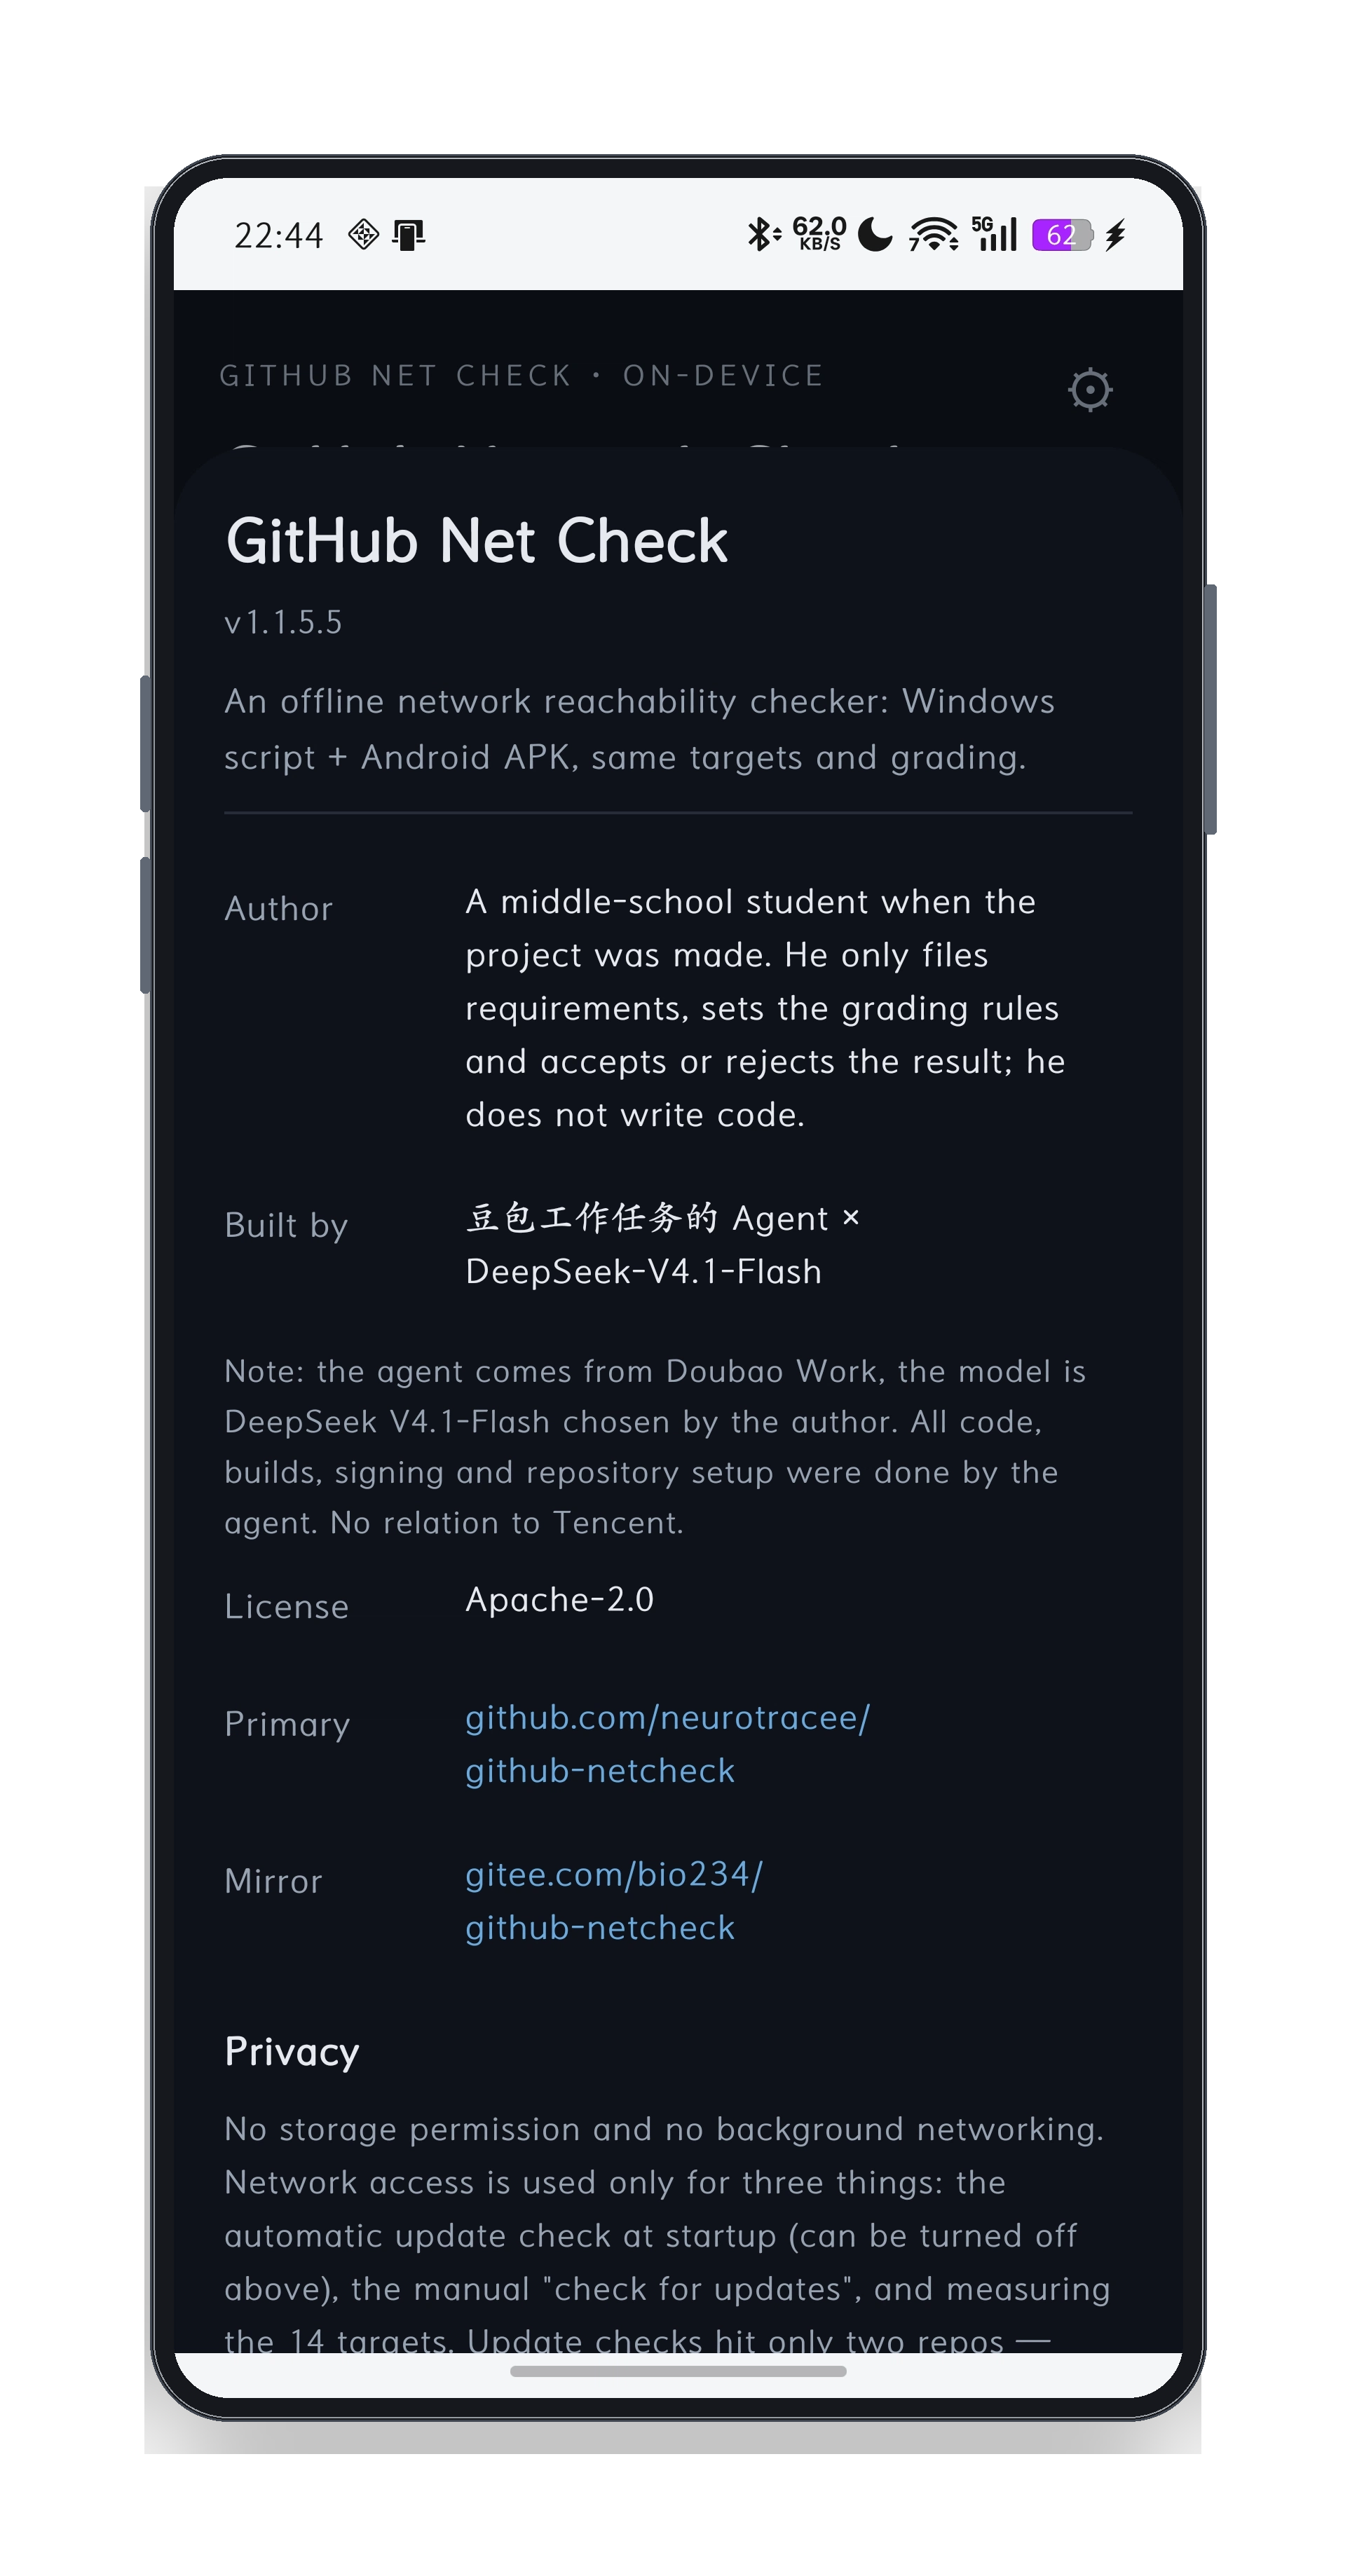 22:44
62.0
KB/S
7
5G
62
GITHUB NET CHECK · ON-DEVICE
GitHub Net Check
v1.1.5.5
An offline network reachability checker: Windows
script + Android APK, same targets and grading.
Author
A middle-school student when the
project was made. He only files
requirements, sets the grading rules
and accepts or rejects the result; he
does not write code.
Built by
豆包工作任务的 Agent ×
DeepSeek-V4.1-Flash
Note: the agent comes from Doubao Work, the model is
DeepSeek V4.1-Flash chosen by the author. All code,
builds, signing and repository setup were done by the
agent. No relation to Tencent.
License
Apache-2.0
Primary
github.com/neurotracee/
github-netcheck
Mirror
gitee.com/bio234/
github-netcheck
Privacy
No storage permission and no background networking.
Network access is used only for three things: the
automatic update check at startup (can be turned off
above), the manual "check for updates", and measuring
the 14 targets. Update checks hit only two repos —